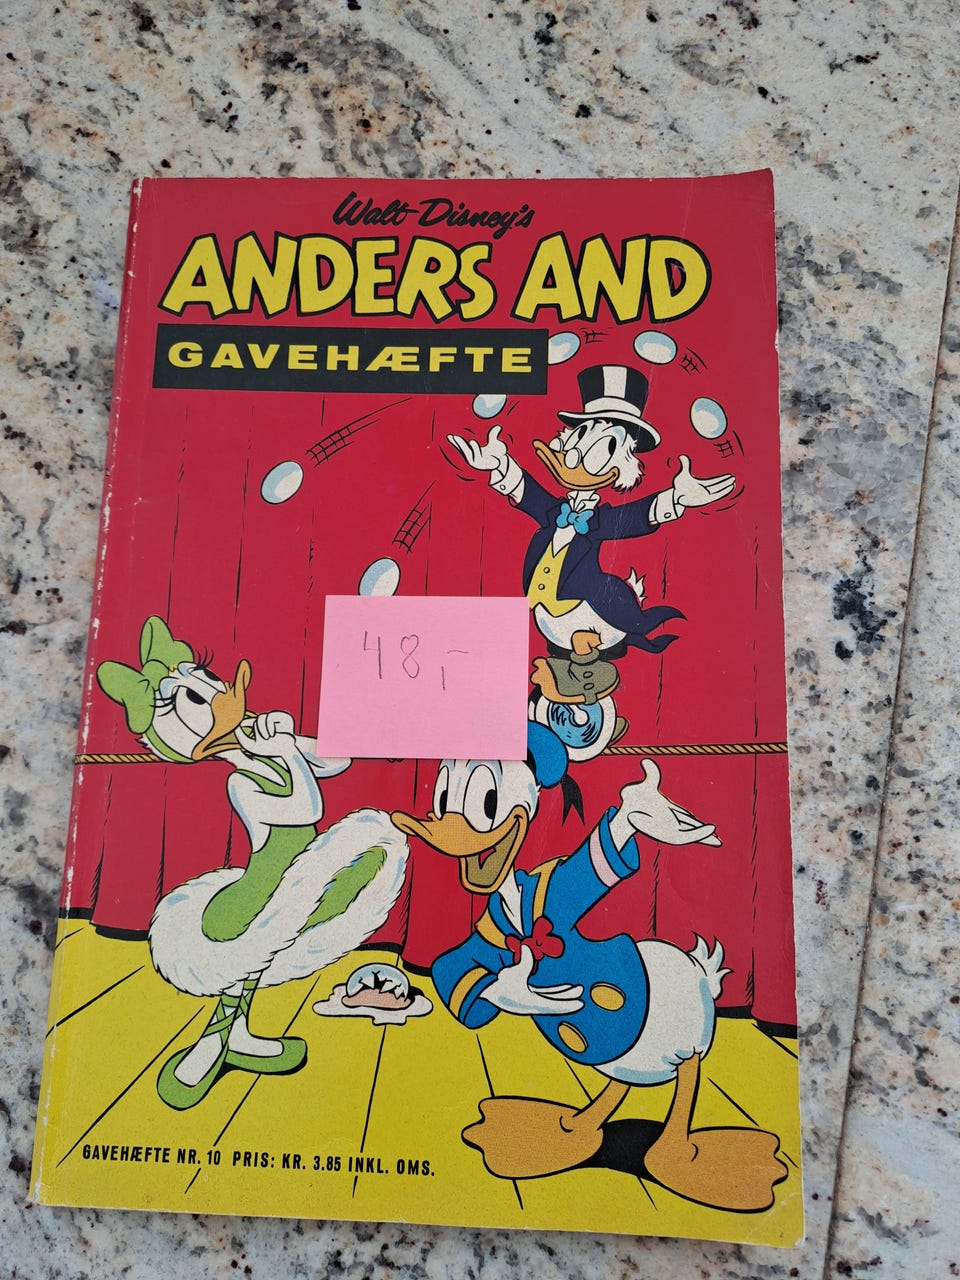 Walt Disney's
ANDERS AND
GAVEHÆFTE
48,-
GAVEHÆFTE NR. 10 PRIS: KR. 3.85 INKL. OMS.